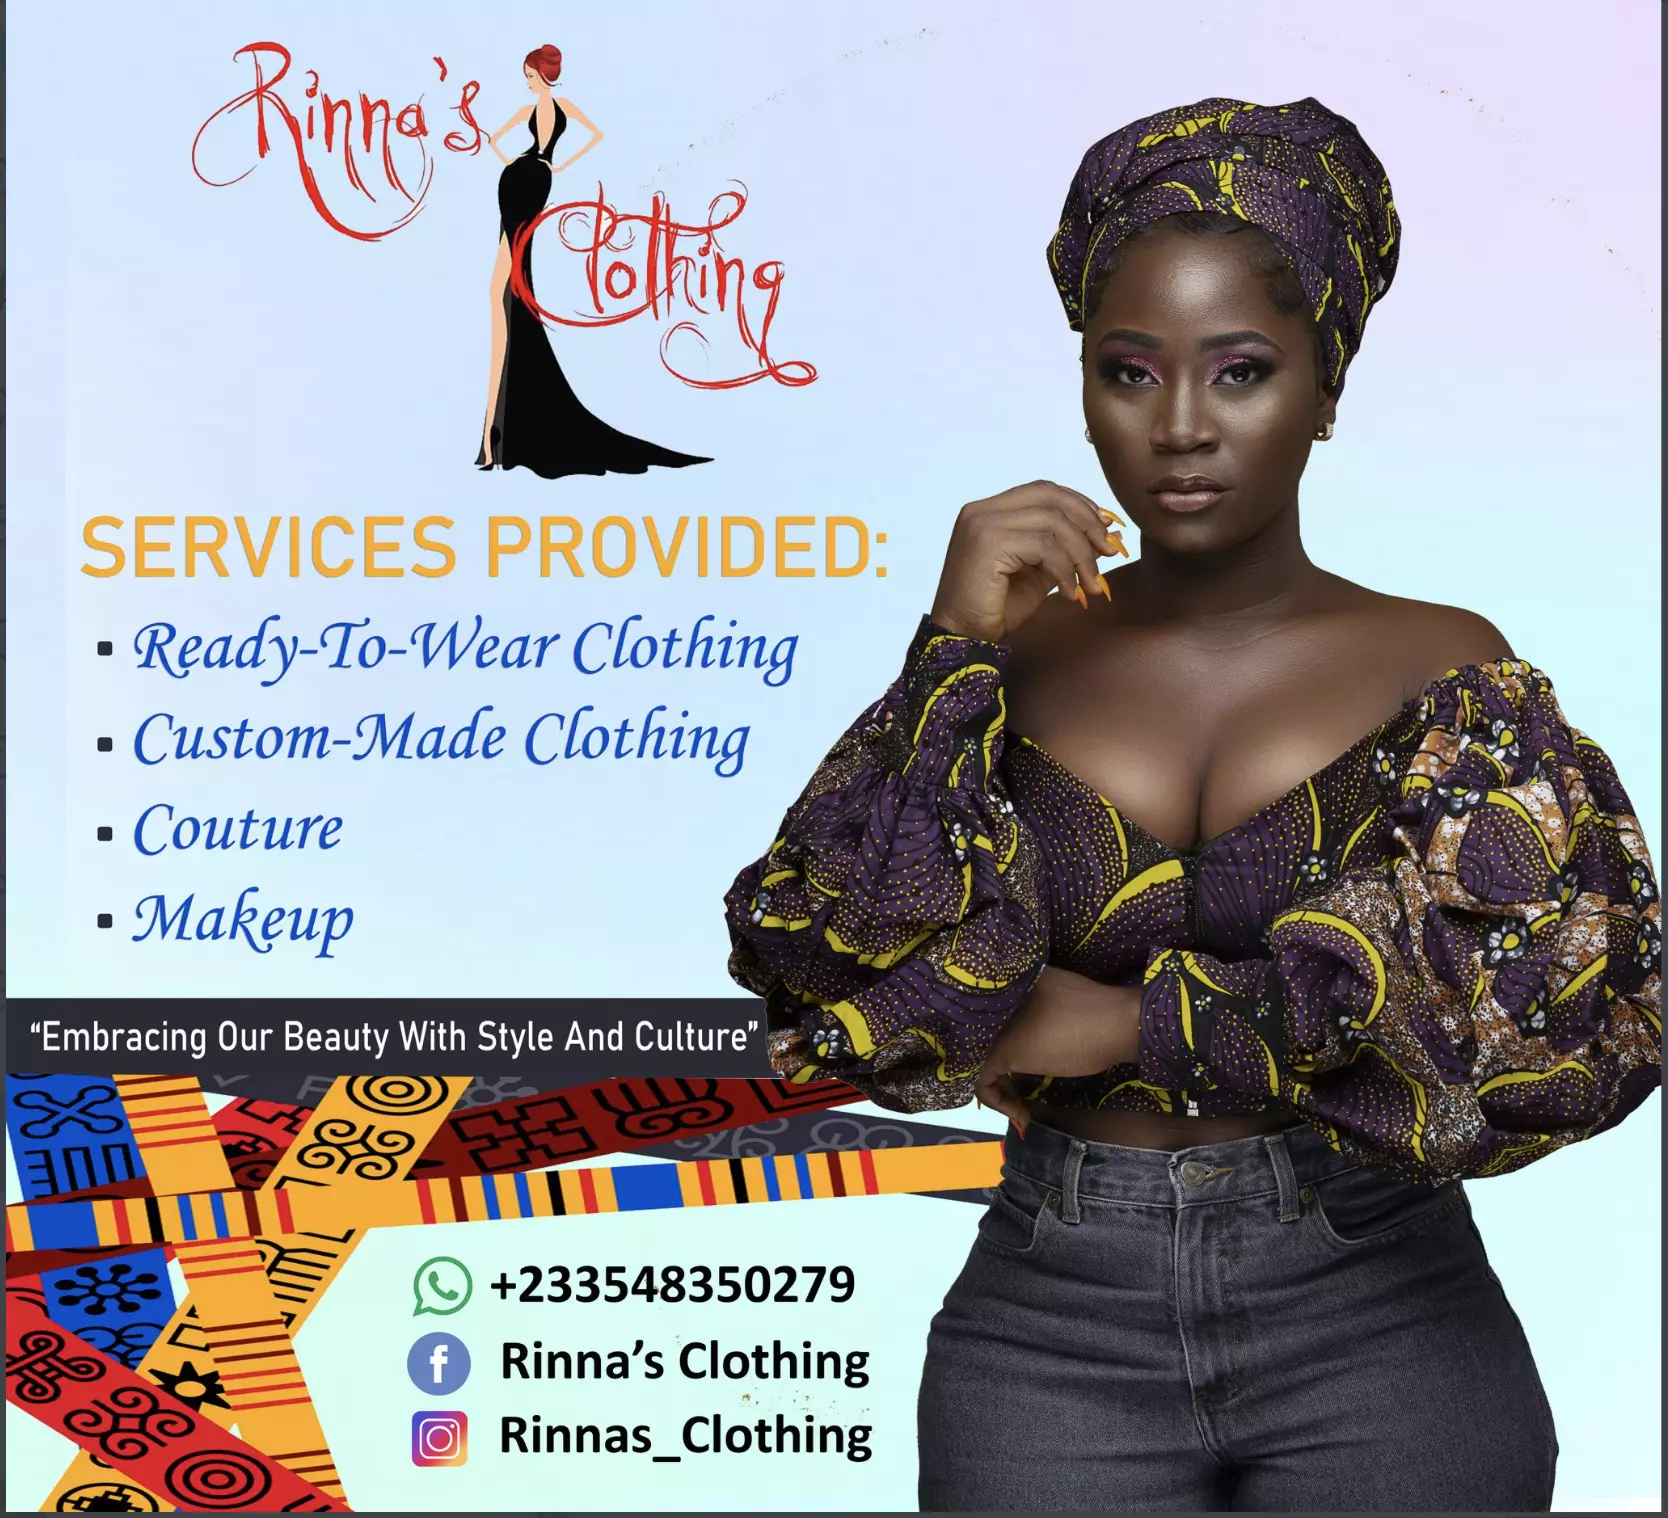 Rinna's
Clothing
SERVICES PROVIDED:
▪ Ready-To-Wear Clothing
▪ Custom-Made Clothing
▪ Couture
▪ Makeup
“Embracing Our Beauty With Style And Culture”
+233548350279
Rinna’s Clothing
Rinnas_Clothing